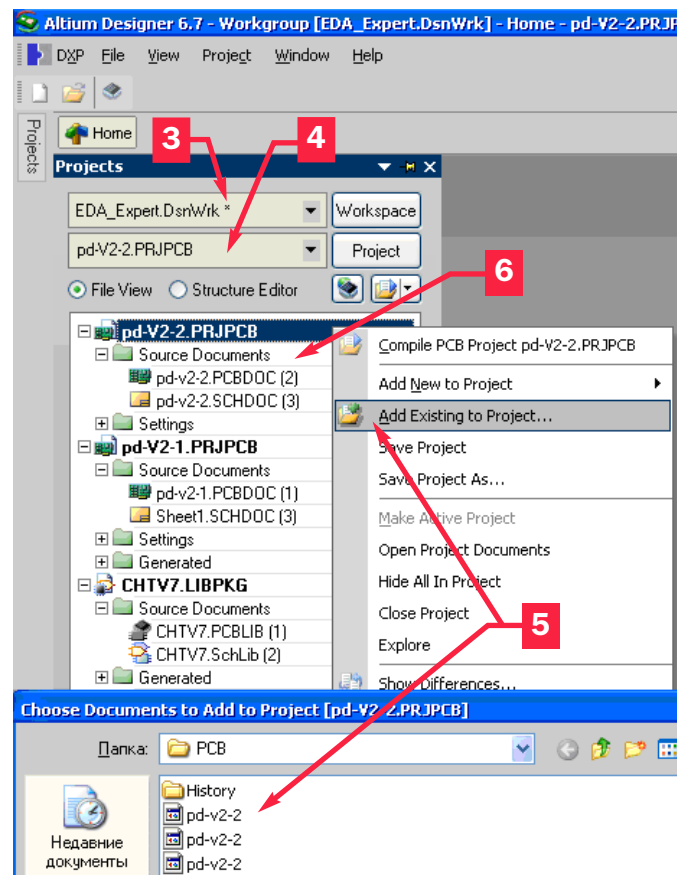 Altium Designer 6.7 - Workgroup [EDA_Expert.DsnWrk] - Home - pd-V2-2.PRJP
DXP File View Project Window Help
Projects
Home
3
4
Projects
EDA_Expert.DsnWrk *
Workspace
pd-V2-2.PRJPCB
Project
6
File View
Structure Editor
pd-V2-2.PRJPCB
Source Documents
pd-v2-2.PCBDOC (2)
pd-v2-2.SCHDOC (3)
Settings
pd-V2-1.PRJPCB
Source Documents
pd-v2-1.PCBDOC (1)
Sheet1.SCHDOC (3)
Settings
Generated
CHTV7.LIBPKG
Source Documents
CHTV7.PCBLIB (1)
CHTV7.SchLib (2)
Generated
Compile PCB Project pd-V2-2.PRJPCB
Add New to Project
Add Existing to Project...
Save Project
Save Project As...
Make Active Project
Open Project Documents
Hide All In Project
Close Project
5
Explore
Show Differences...
Choose Documents to Add to Project [pd-V2-2.PRJPCB]
Папка:
PCB
History
pd-v2-2
pd-v2-2
pd-v2-2
Недавние
документы